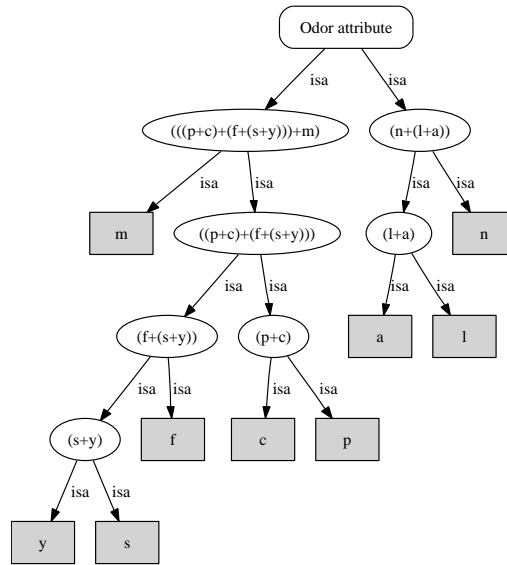 Odor attribute
isa isa
(((p+c)+(f+(s+y)))+m) (n+(l+a))
isa isa isa isa
m ((p+c)+(f+(s+y))) (l+a) n
isa isa isa isa
(f+(s+y)) (p+c) a l
isa isa isa isa
(s+y) f c p
isa isa
y s